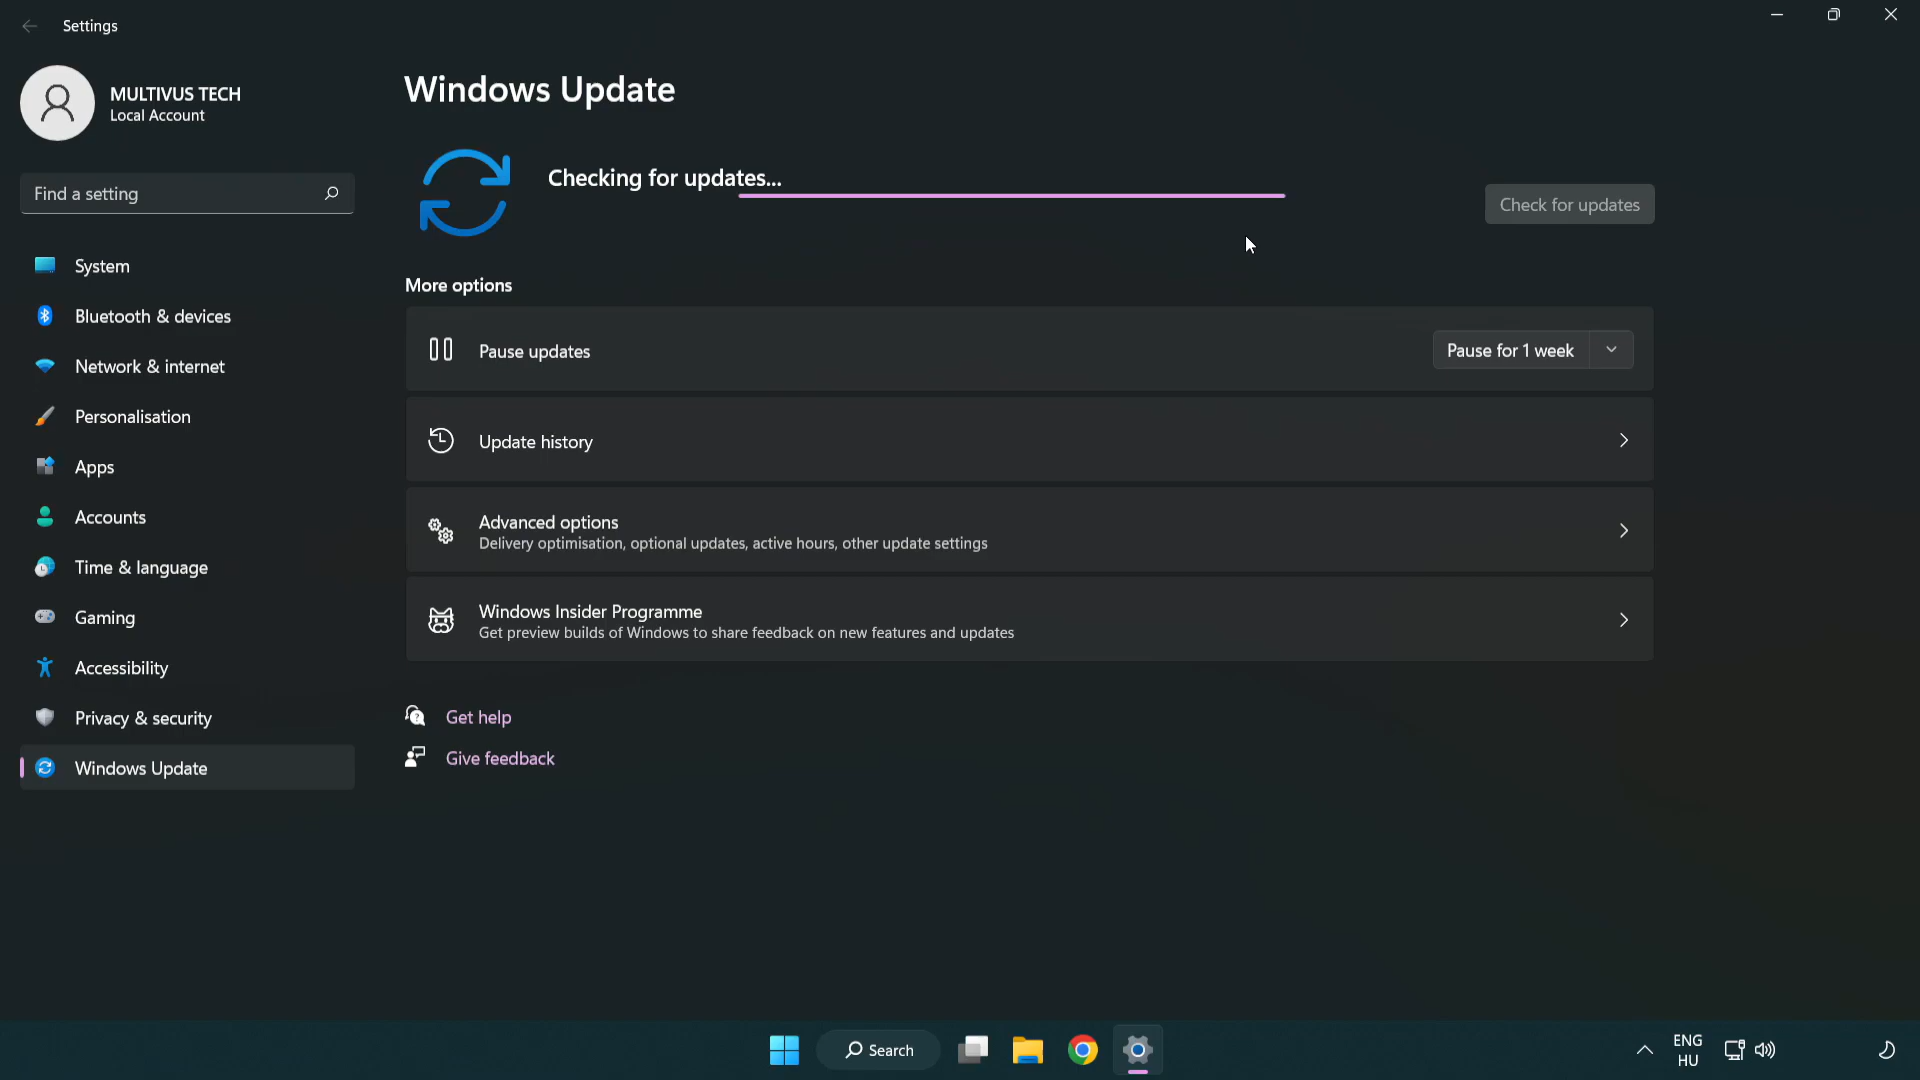 Settings
MULTIVUS TECH
Local Account
Find a setting
System
Bluetooth & devices
Network & internet
Personalisation
Apps
Accounts
Time & language
Gaming
Accessibility
Privacy & security
Windows Update
Windows Update
Checking for updates...
Check for updates
More options
Pause updates
Pause for 1 week
Update history
Advanced options
Delivery optimisation, optional updates, active hours, other update settings
Windows Insider Programme
Get preview builds of Windows to share feedback on new features and updates
Get help
Give feedback
Search
ENG
HU